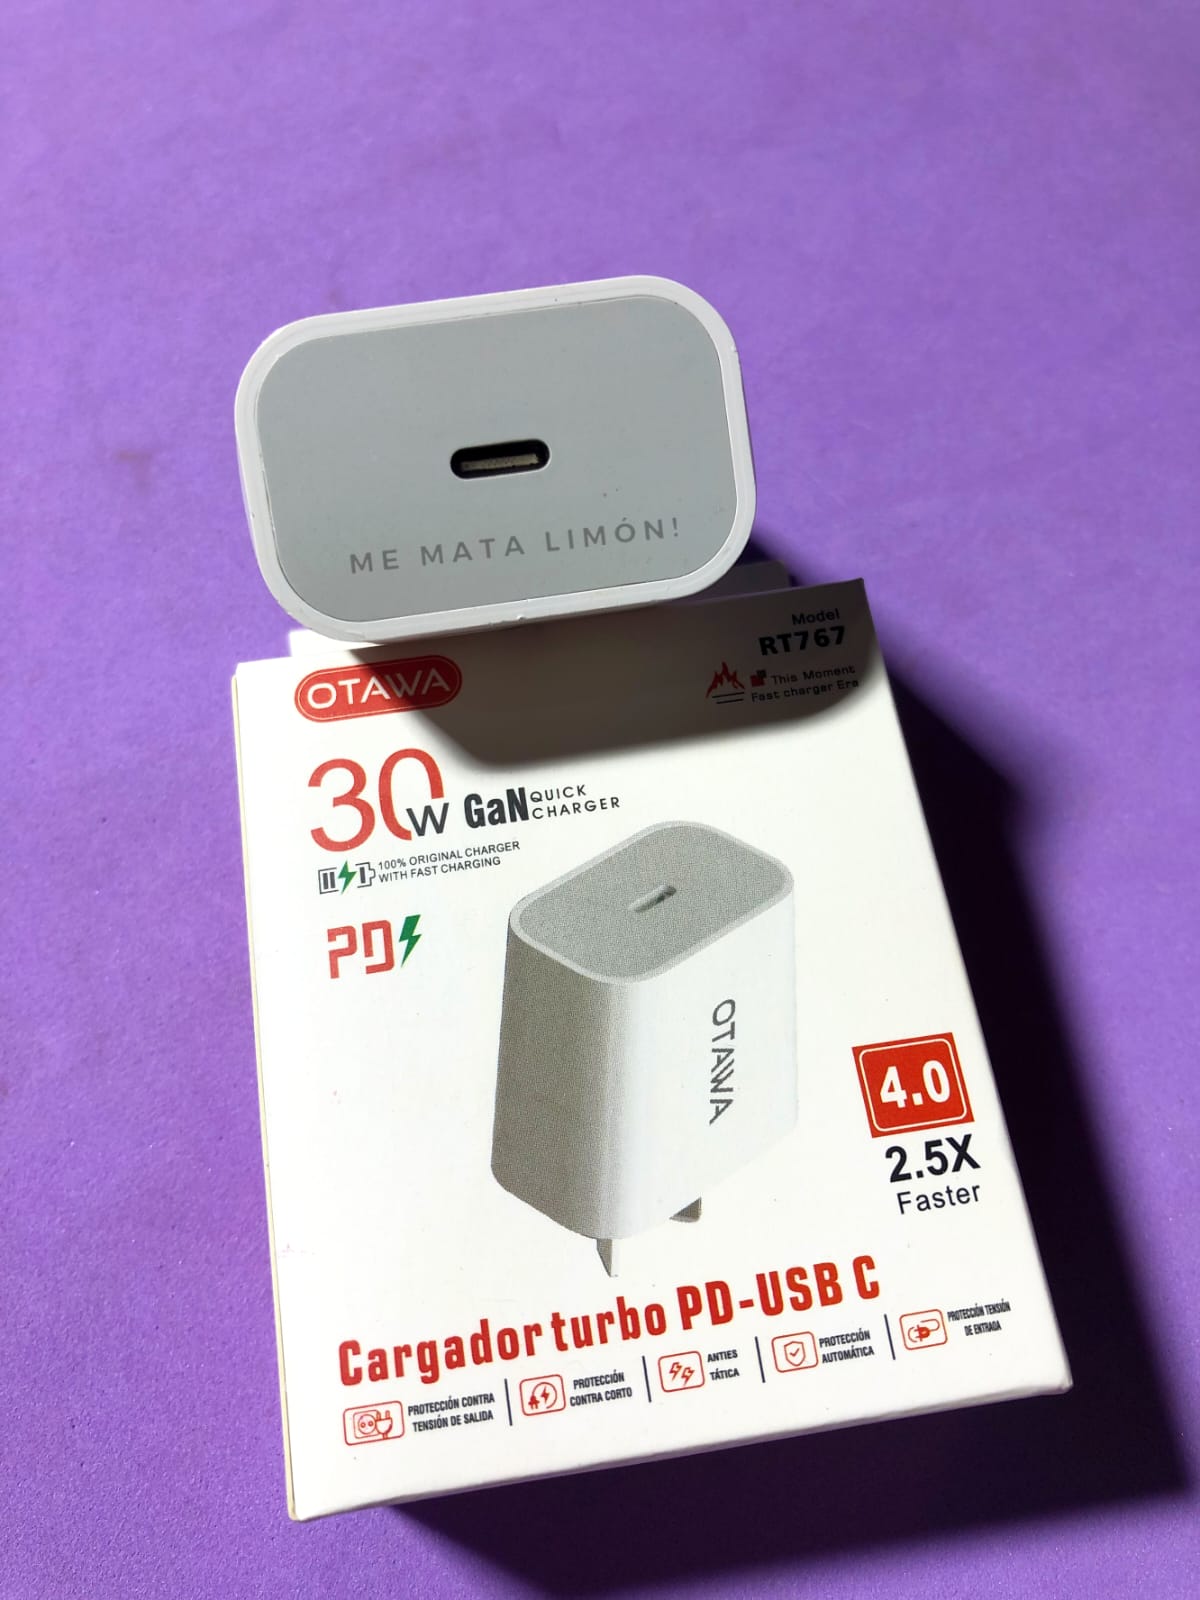 ME MATA LIMÓN!
OTAWA
Model
RT767
This Moment
Fast charger Era
30W GaN QUICK
CHARGER
100% ORIGINAL CHARGER
WITH FAST CHARGING
PD
OTAWA
4.0
2.5X
Faster
Cargador turbo PD-USB C
PROTECCIÓN CONTRA
TENSIÓN DE SALIDA
PROTECCIÓN
CONTRA CORTO
ANTIES
TÁTICA
PROTECCIÓN
AUTOMÁTICA
PROTECCIÓN TENSIÓN
DE ENTRADA